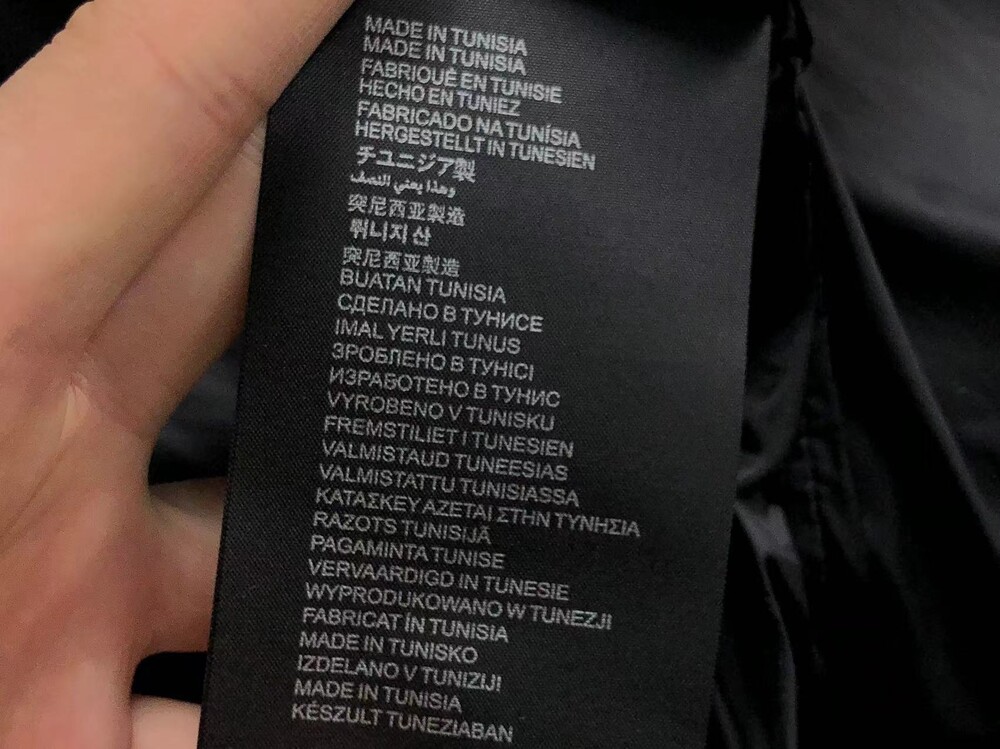 MADE IN TUNISIA
MADE IN TUNISIA
FABRIQUÉ EN TUNISIE
HECHO EN TUNIEZ
FABRICADO NA TUNÍSIA
HERGESTELLT IN TUNESIEN
チユニジア製
وهذا يعني النصف
突尼西亚製造
튀니지 산
突尼西亚製造
BUATAN TUNISIA
СДЕЛАНО В ТУНИСЕ
IMAL YERLI TUNUS
ЗРОБЛЕНО В ТУНІСІ
ИЗРАБОТЕНО В ТУНИС
VYROBENO V TUNISKU
FREMSTILIET I TUNESIEN
VALMISTAUD TUNEESIAS
VALMISTATTU TUNISIASSA
ΚΑΤΑΣΚΕΥ ΑΖΕΤΑΙ ΣΤΗΝ ΤΥΝΗΣΙΑ
RAZOTS TUNISIJĀ
PAGAMINTA TUNISE
VERVAARDIGD IN TUNESIE
WYPRODUKOWANO W TUNEZJI
FABRICAT ÎN TUNISIA
MADE IN TUNISKO
IZDELANO V TUNIZIJI
MADE IN TUNISIA
KÉSZULT TUNEZIABAN